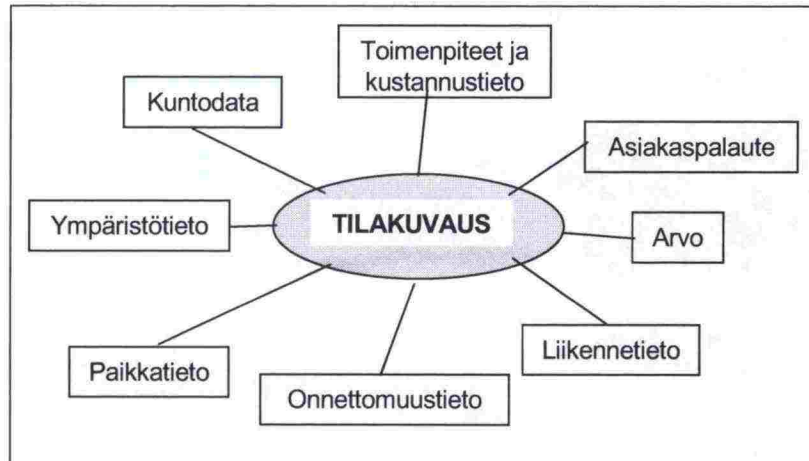 Toimenpiteet ja
kustannustieto
Kuntodata
Asiakaspalaute
Ympäristötieto
TILAKUVAUS
Arvo
Liikennetieto
Paikkatieto
Onnettomuustieto